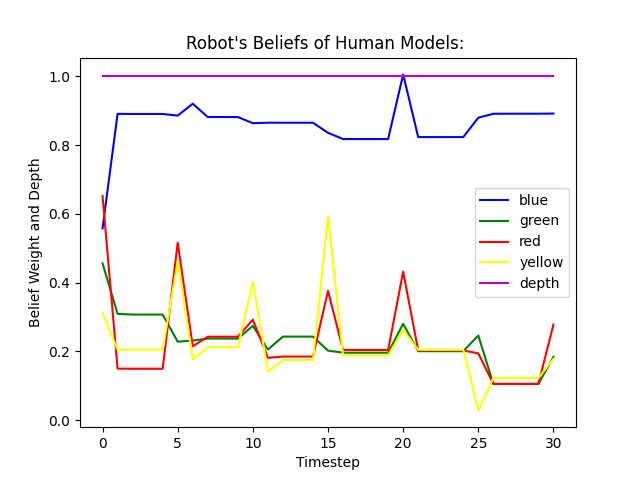 Robot's Beliefs of Human Models:
Belief Weight and Depth
1.0
0.8
0.6
0.4
0.2
0.0
blue
green
red
yellow
depth
0 5 10 15 20 25 30
Timestep